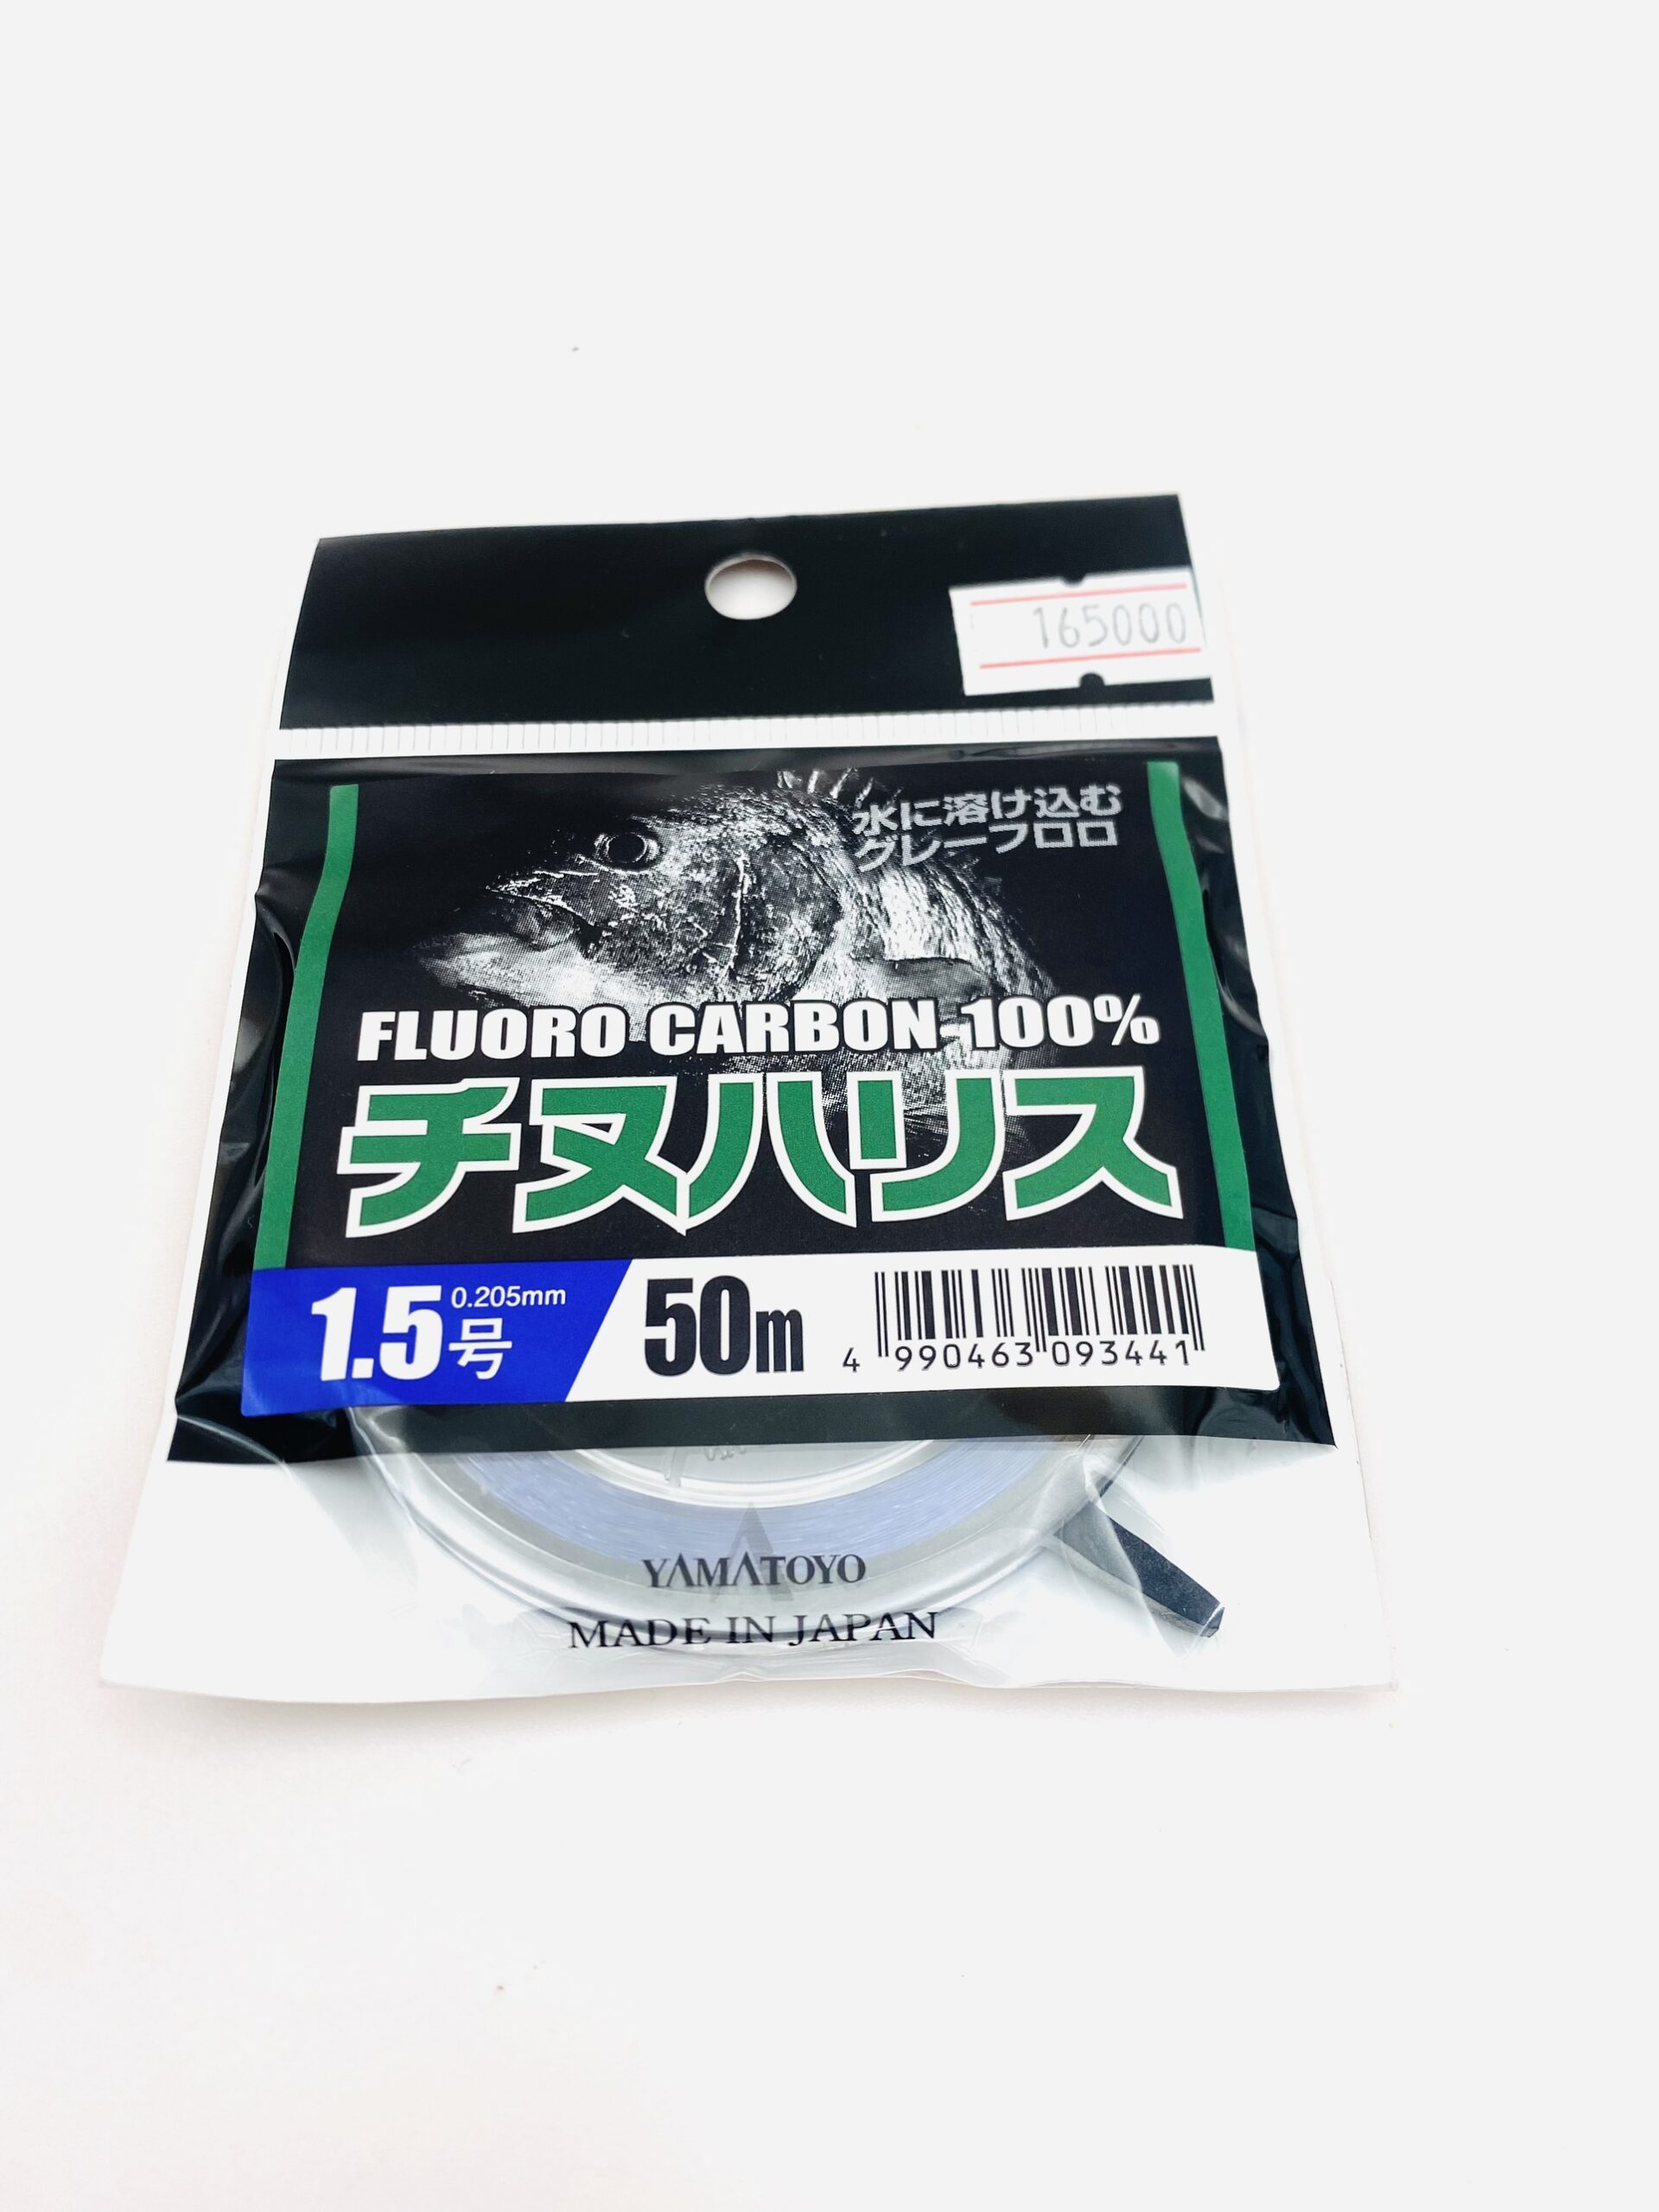 165000
水に溶け込む
グレーフロロ
FLUORO CARBON-100%
チヌハリス
1.5号 0.205mm 50m
4 990463 093441
YAMATOYO
MADE IN JAPAN